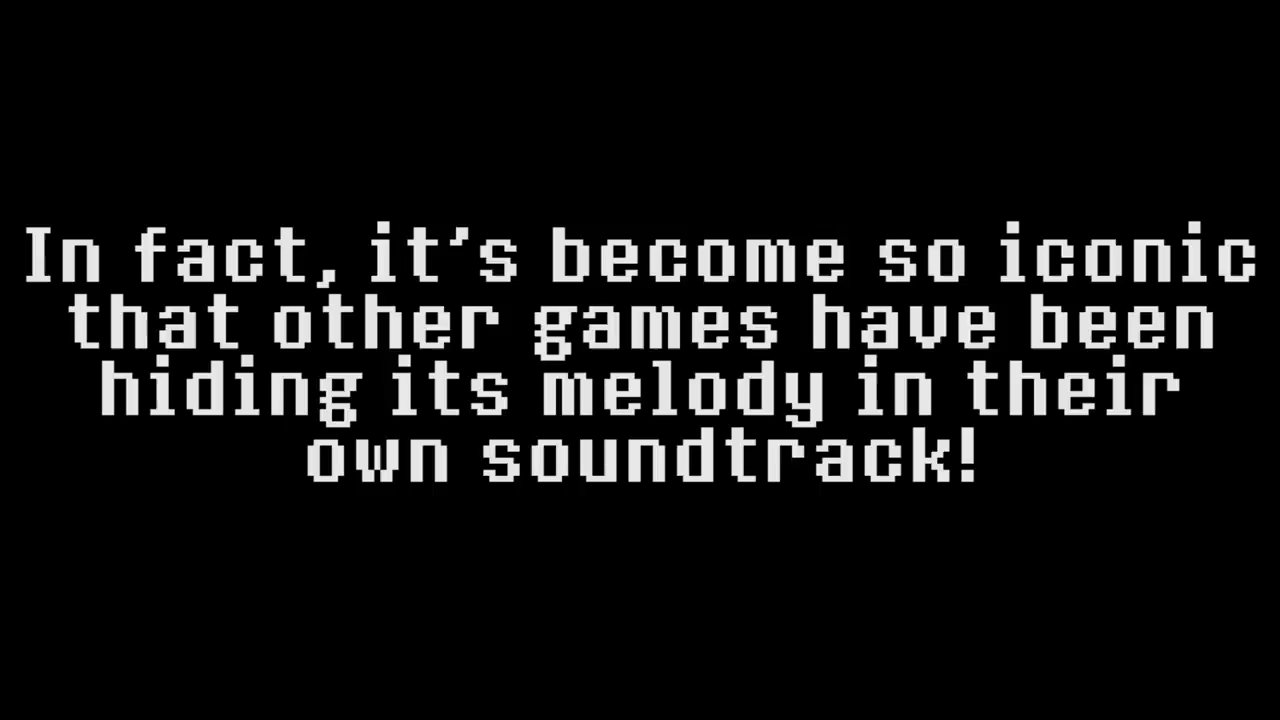 In fact, it's become so iconic
that other games have been
hiding its melody in their
own soundtrack!